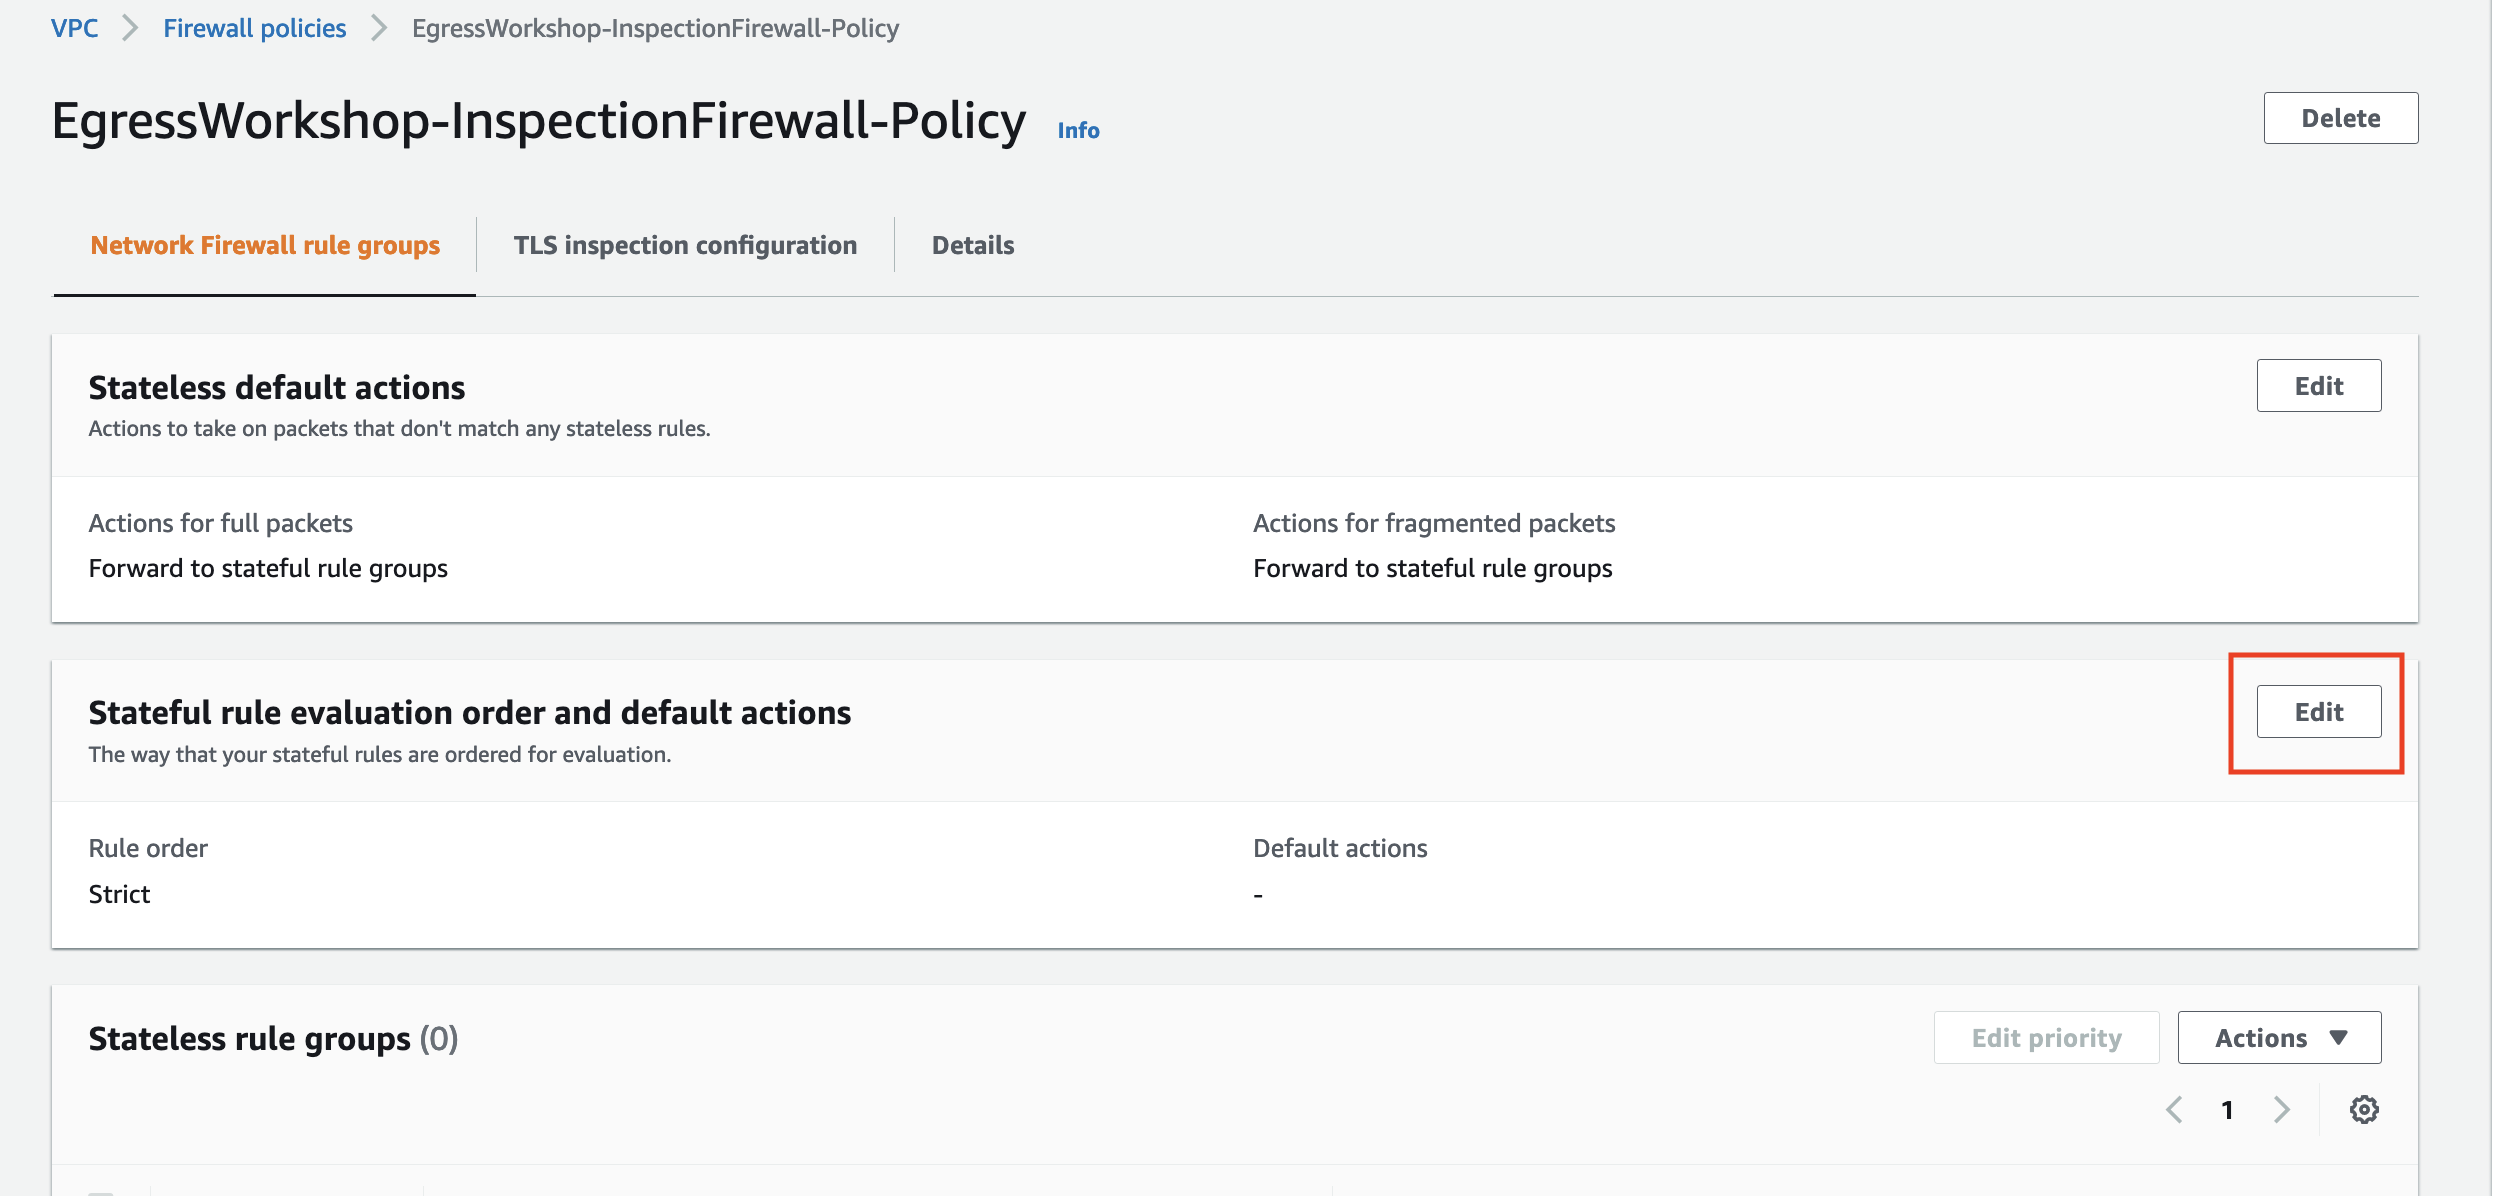 VPC > Firewall policies > EgressWorkshop-InspectionFirewall-Policy
EgressWorkshop-InspectionFirewall-Policy Info
Delete
Network Firewall rule groups
TLS inspection configuration
Details
Stateless default actions
Edit
Actions to take on packets that don't match any stateless rules.
Actions for full packets
Forward to stateful rule groups
Actions for fragmented packets
Forward to stateful rule groups
Stateful rule evaluation order and default actions
Edit
The way that your stateful rules are ordered for evaluation.
Rule order
Strict
Default actions
-
Stateless rule groups (0)
Edit priority
Actions
1